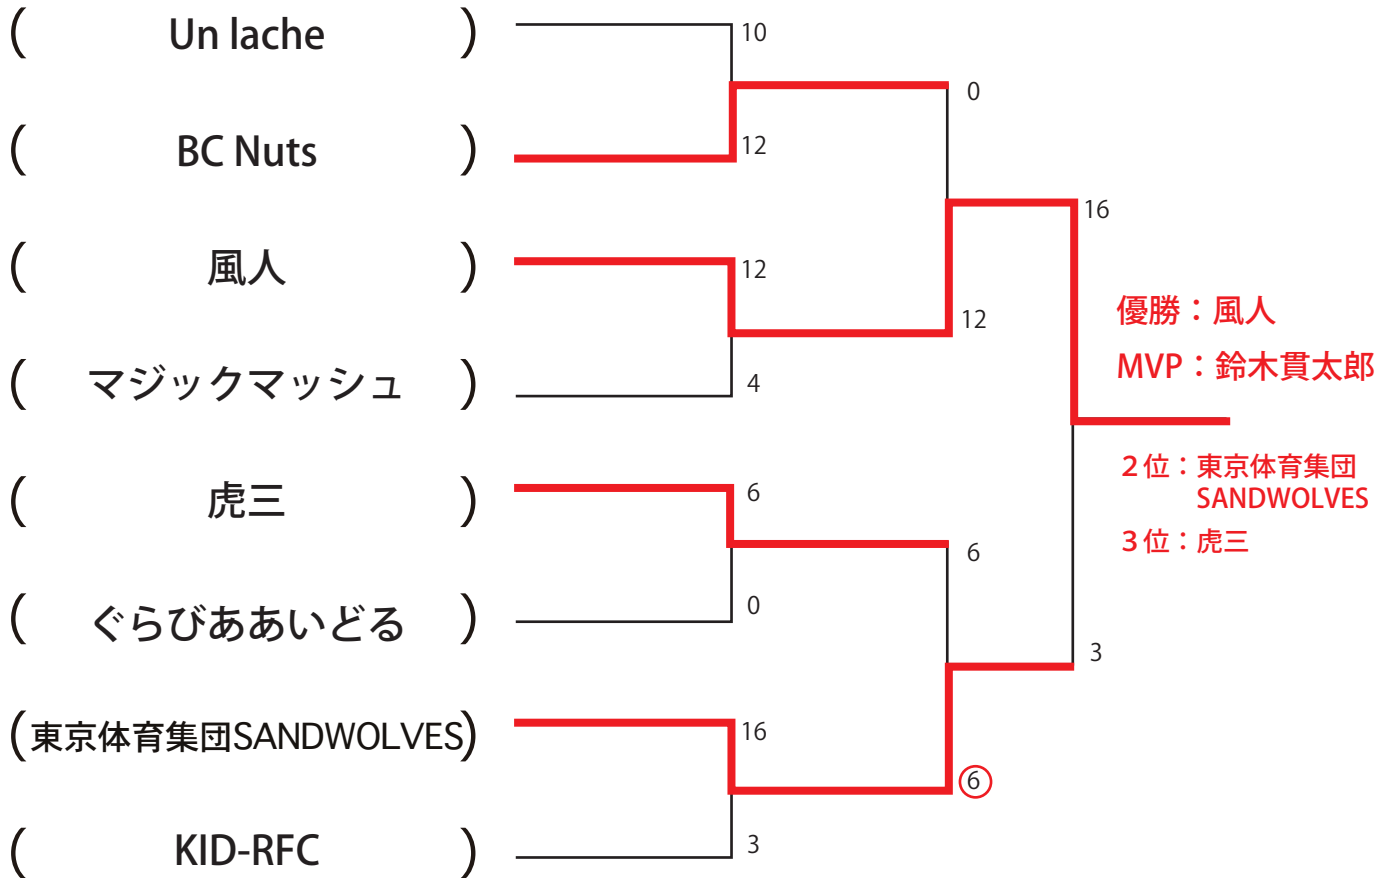 ( Un lache )
10
0
( BC Nuts )
12
16
( 風人 )
12
12
優勝：風人
MVP：鈴木貫太郎
( マジックマッシュ )
4
２位：東京体育集団
SANDWOLVES
３位：虎三
( 虎三 )
6
6
( ぐらびああいどる )
0
3
( 東京体育集団SANDWOLVES )
16
6
( KID-RFC )
3